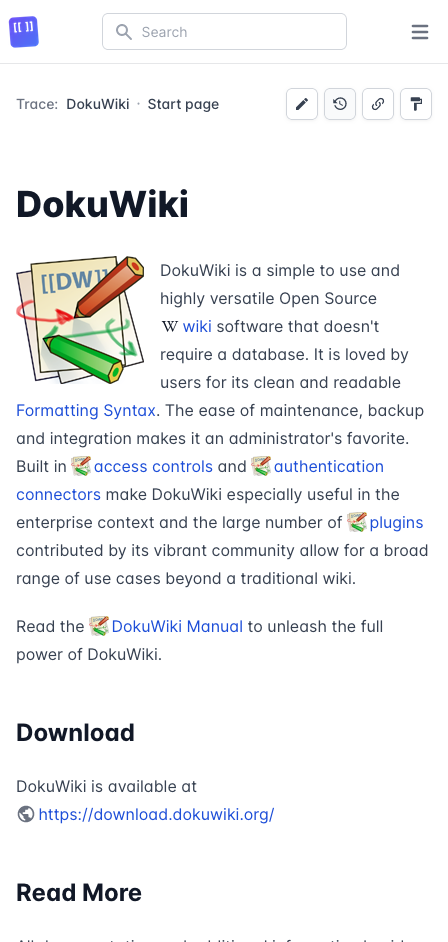 [[ ]]
Search
Trace: DokuWiki · Start page
DokuWiki
[[DW]]
DokuWiki is a simple to use and
highly versatile Open Source
W wiki software that doesn't
require a database. It is loved by
users for its clean and readable
Formatting Syntax. The ease of maintenance, backup
and integration makes it an administrator's favorite.
Built in access controls and authentication
connectors make DokuWiki especially useful in the
enterprise context and the large number of plugins
contributed by its vibrant community allow for a broad
range of use cases beyond a traditional wiki.
Read the DokuWiki Manual to unleash the full
power of DokuWiki.
Download
DokuWiki is available at
https://download.dokuwiki.org/
Read More